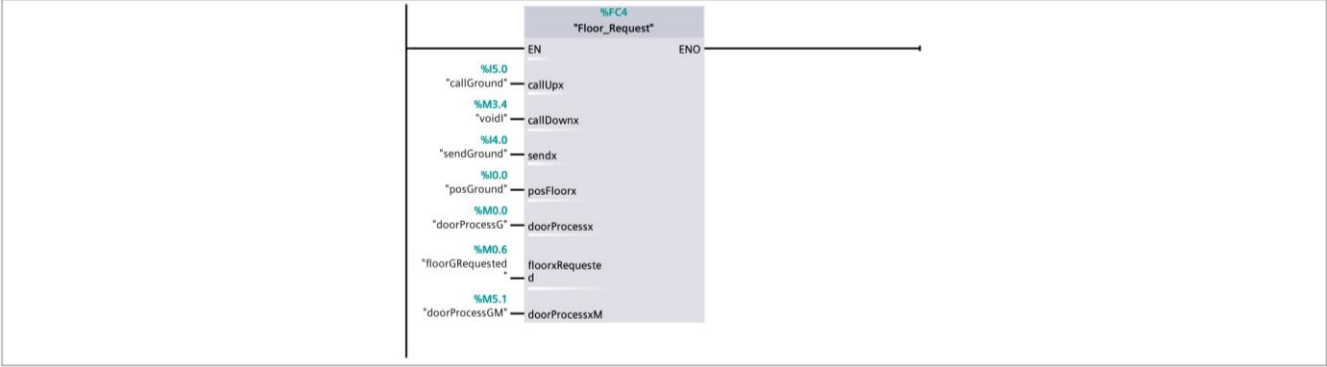 %FC4
"Floor_Request"
EN ENO
%I5.0
"callGround" callUpx
%M3.4
"voidI" callDownx
%I4.0
"sendGround" sendx
%I0.0
"posGround" posFloorx
%M0.0
"doorProcessG" doorProcessx
%M0.6
"floorGRequested floorxRequeste
" d
%M5.1
"doorProcessGM" doorProcessxM